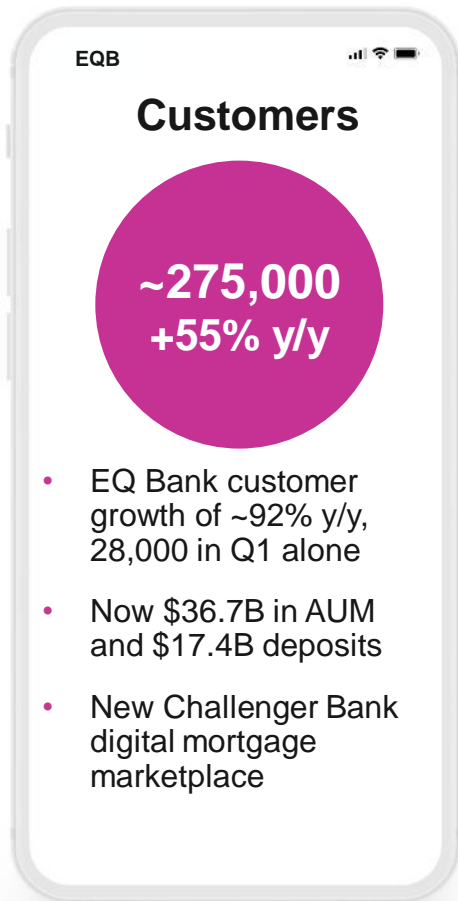 EQB
Customers
~275,000
+55% y/y
• EQ Bank customer
growth of ~92% y/y,
28,000 in Q1 alone
• Now $36.7B in AUM
and $17.4B deposits
• New Challenger Bank
digital mortgage
marketplace